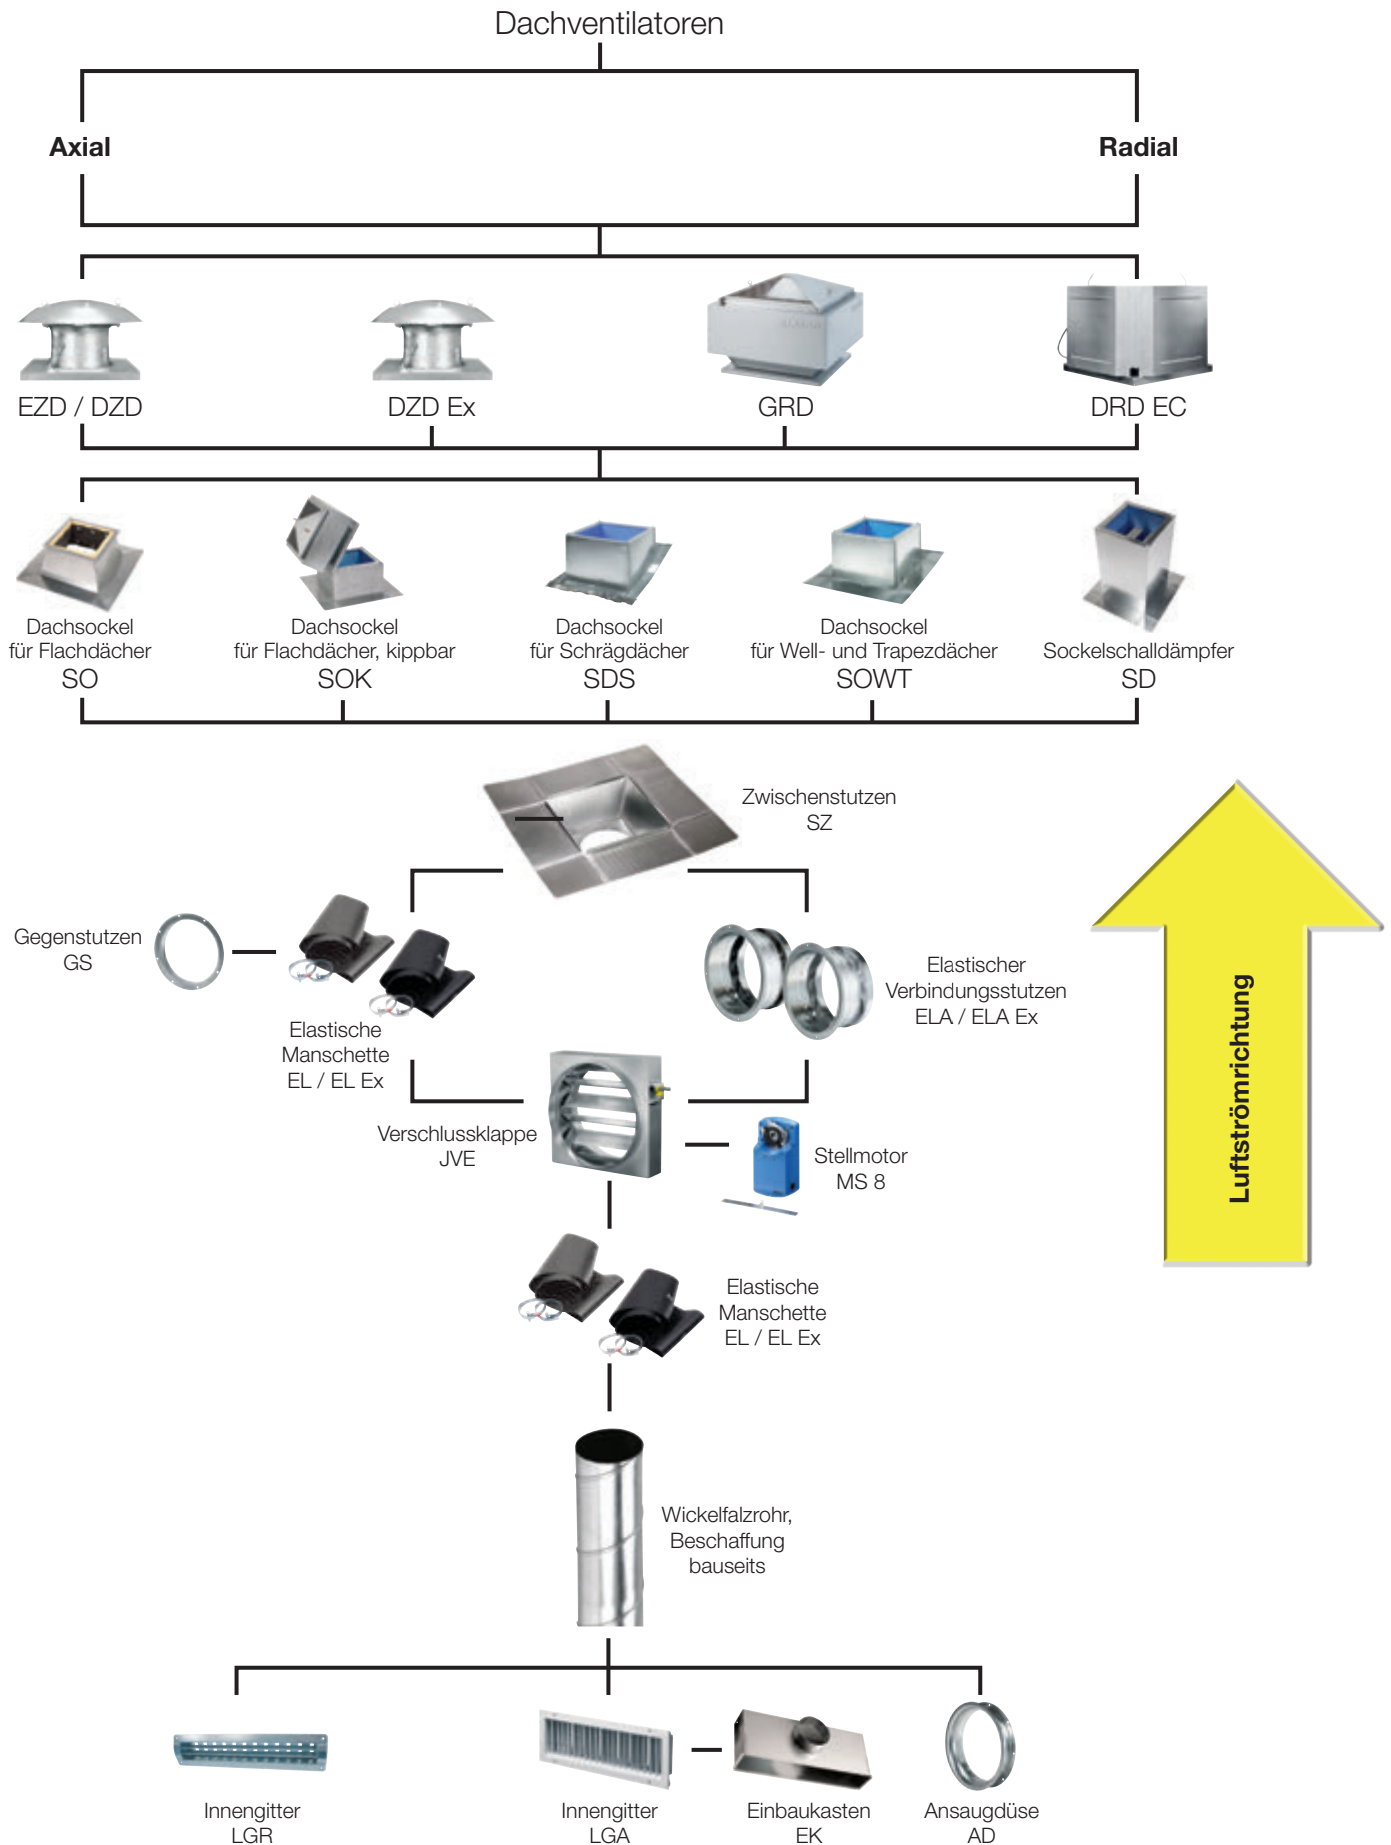 Dachventilatoren
Axial
Radial
EZD / DZD
DZD Ex
GRD
DRD EC
Dachsockel
für Flachdächer
SO
Dachsockel
für Flachdächer, kippbar
SOK
Dachsockel
für Schrägdächer
SDS
Dachsockel
für Well- und Trapezdächer
SOWT
Sockelschalldämpfer
SD
Zwischenstutzen
SZ
Gegenstutzen
GS
Elastische
Manschette
EL / EL Ex
Elastischer
Verbindungsstutzen
ELA / ELA Ex
Luftströmrichtung
Verschlussklappe
JVE
Stellmotor
MS 8
Elastische
Manschette
EL / EL Ex
Wickelfalzrohr,
Beschaffung
bauseits
Innengitter
LGR
Innengitter
LGA
Einbaukasten
EK
Ansaugdüse
AD